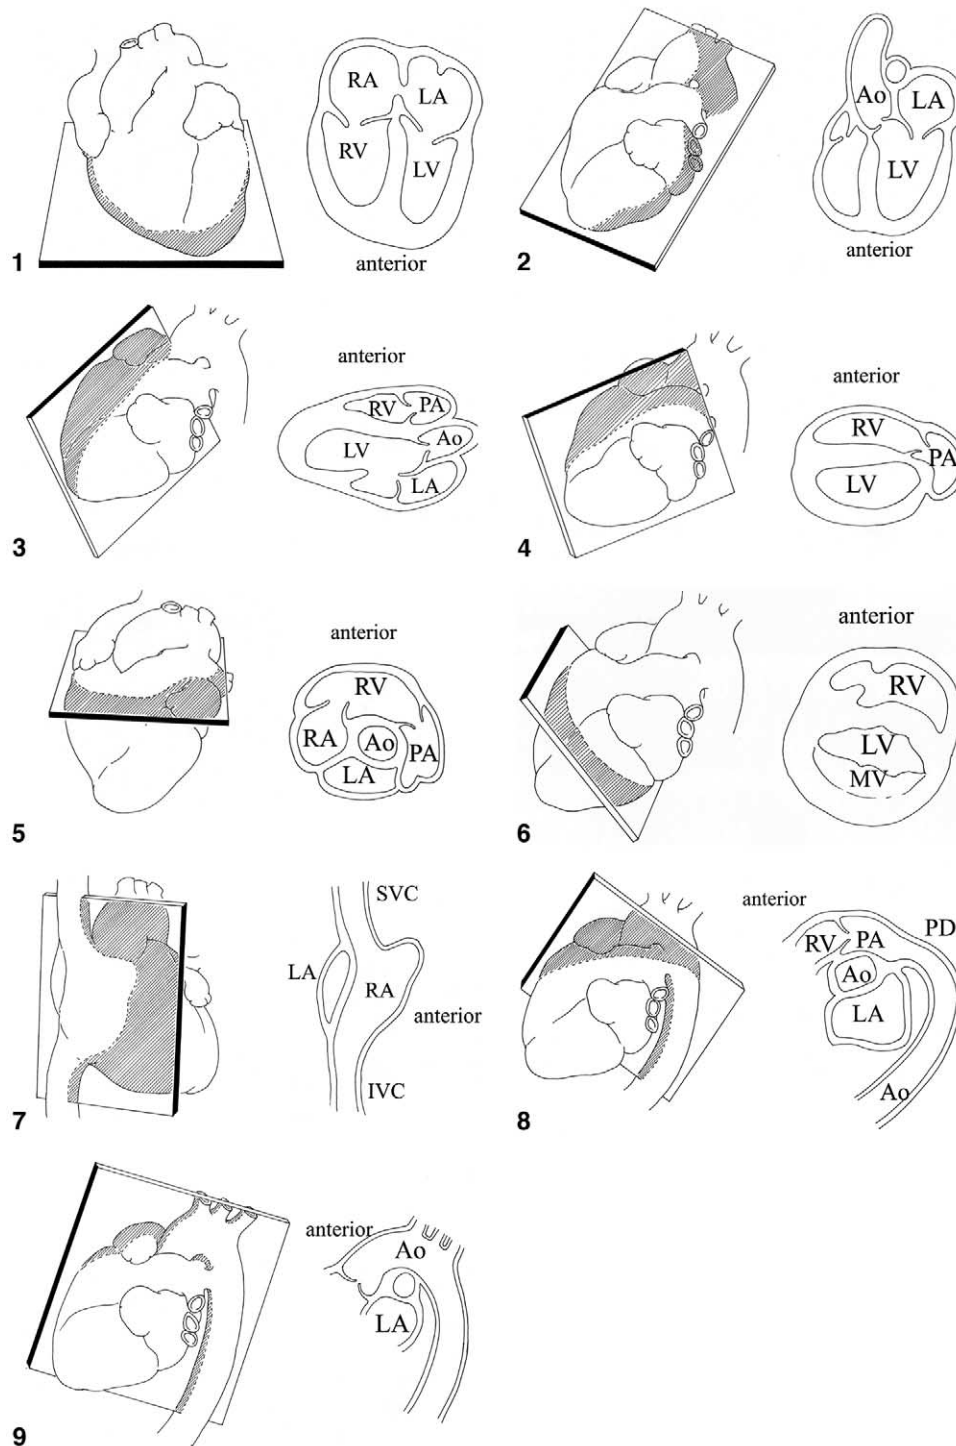 RA
LA
RV
LV
1
anterior
Ao
LA
LV
2
anterior
anterior
RV
PA
Ao
LV
LA
3
anterior
RV
PA
LV
4
anterior
RV
RA
Ao
PA
LA
5
anterior
RV
LV
MV
6
SVC
LA
RA
anterior
IVC
7
anterior
PD
RV
PA
Ao
LA
Ao
8
anterior
Ao
LA
9